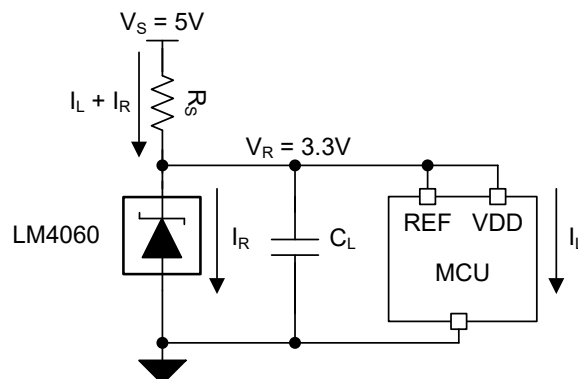 V_S = 5V
I_L + I_R
R_S
V_R = 3.3V
LM4060
I_R
C_L
REF VDD
MCU
I_L